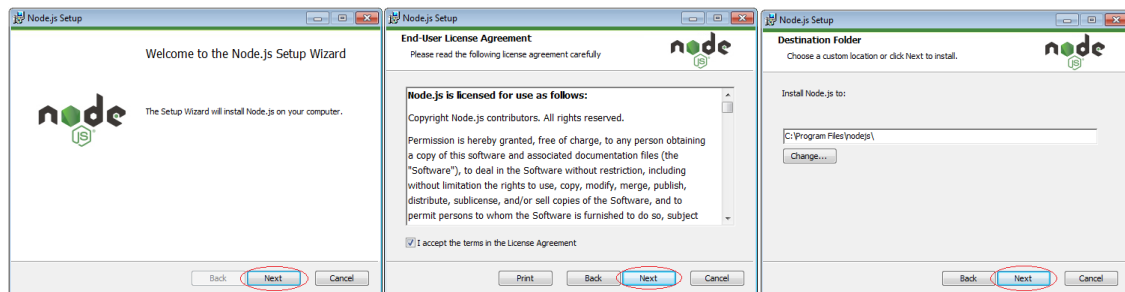 Node.js Setup
Welcome to the Node.js Setup Wizard
node
JS
The Setup Wizard will install Node.js on your computer.
Back Next Cancel
Node.js Setup
End-User License Agreement
Please read the following license agreement carefully
node
JS
Node.js is licensed for use as follows:
Copyright Node.js contributors. All rights reserved.
Permission is hereby granted, free of charge, to any person obtaining
a copy of this software and associated documentation files (the
"Software"), to deal in the Software without restriction, including
without limitation the rights to use, copy, modify, merge, publish,
distribute, sublicense, and/or sell copies of the Software, and to
permit persons to whom the Software is furnished to do so, subject
I accept the terms in the License Agreement
Print Back Next Cancel
Node.js Setup
Destination Folder
Choose a custom location or click Next to install.
node
JS
Install Node.js to:
C:\Program Files\nodejs\
Change...
Back Next Cancel